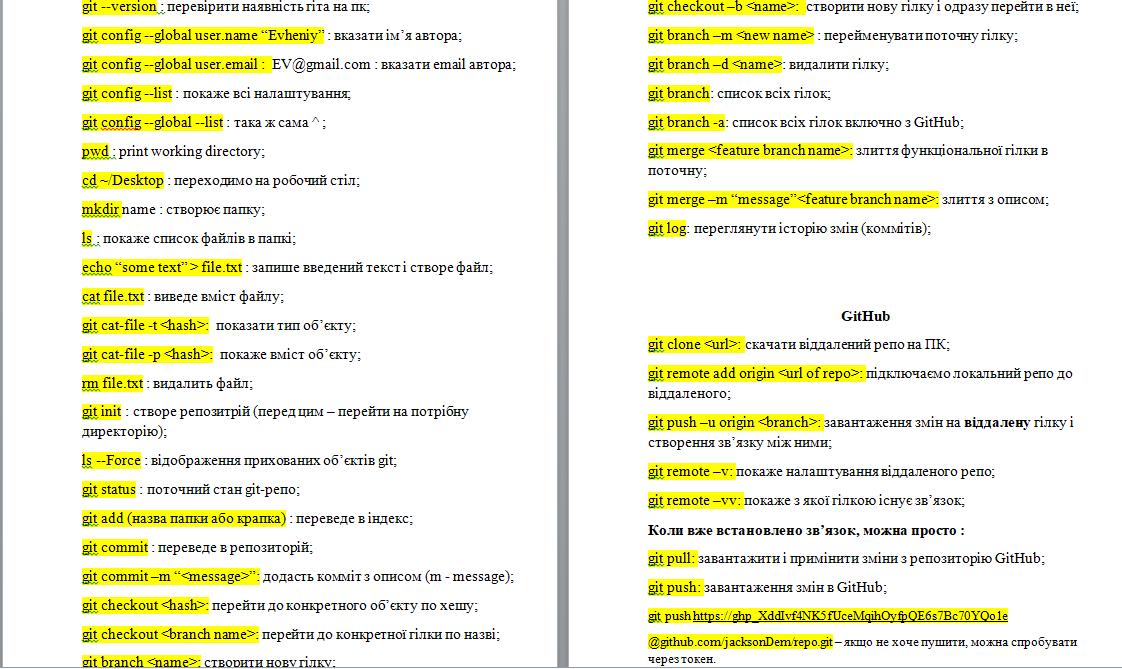 git --version : перевірити наявність гіта на пк;
git config --global user.name “Evheniy” : вказати ім’я автора;
git config --global user.email : EV@gmail.com : вказати email автора;
git config --list : покаже всі налаштування;
git config --global --list : така ж сама ^ ;
pwd : print working directory;
cd ~/Desktop : переходимо на робочий стіл;
mkdir name : створює папку;
ls : покаже список файлів в папкі;
echo “some text” > file.txt : запише введений текст і створе файл;
cat file.txt : виведе вміст файлу;
git cat-file -t <hash>: показати тип об’єкту;
git cat-file -p <hash>: покаже вміст об’єкту;
rm file.txt : видалить файл;
git init : створе репозитрій (перед цим – перейти на потрібну
директорію);
ls --Force : відображення прихованих об’єктів git;
git status : поточний стан git-репо;
git add (назва папки або крапка) : переведе в індекс;
git commit : переведе в репозиторій;
git commit –m “<message>”: додасть комміт з описом (m - message);
git checkout <hash>: перейти до конкретного об’єкту по хешу;
git checkout <branch name>: перейти до конкретної гілки по назві;
git branch <name>: створити нову гілку;
git checkout –b <name>: створити нову гілку і одразу перейти в неї;
git branch –m <new name> : перейменувати поточну гілку;
git branch –d <name>: видалити гілку;
git branch: список всіх гілок;
git branch -a: список всіх гілок включно з GitHub;
git merge <feature branch name>: злиття функціональної гілки в
поточну;
git merge –m “message”<feature branch name>: злиття з описом;
git log: переглянути історію змін (коммітів);
GitHub
git clone <url>: скачати віддалений репо на ПК;
git remote add origin <url of repo>: підключаємо локальний репо до
віддаленого;
git push –u origin <branch>: завантаження змін на віддалену гілку і
створення зв’язку між ними;
git remote –v: покаже налаштування віддаленого репо;
git remote –vv: покаже з якої гілкою існує зв’язок;
Коли вже встановлено зв’язок, можна просто :
git pull: завантажити і примінити зміни з репозиторію GitHub;
git push: завантаження змін в GitHub;
git push
@github.com/jacksonDem/repo.git – якщо не хоче пушити, можна спробувати
через токен.